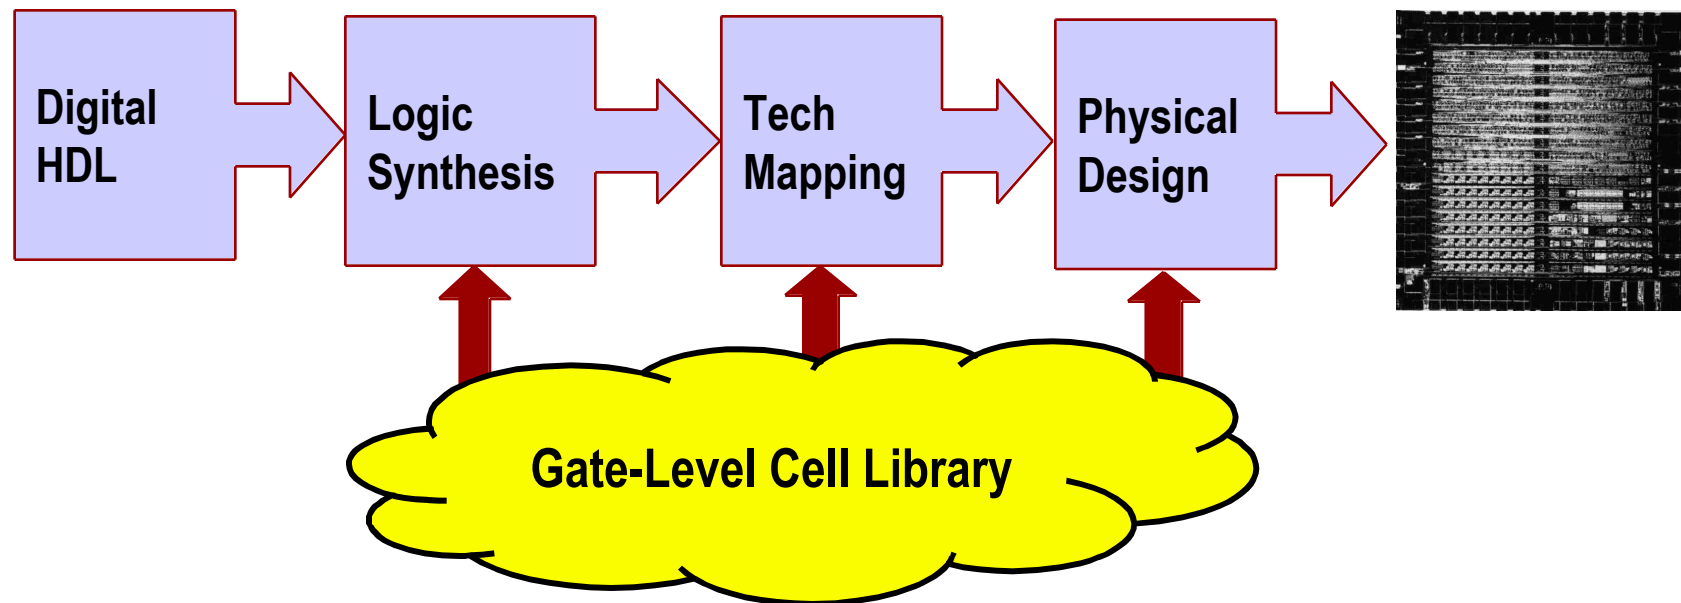 Digital
HDL
Logic
Synthesis
Tech
Mapping
Physical
Design
Gate-Level Cell Library